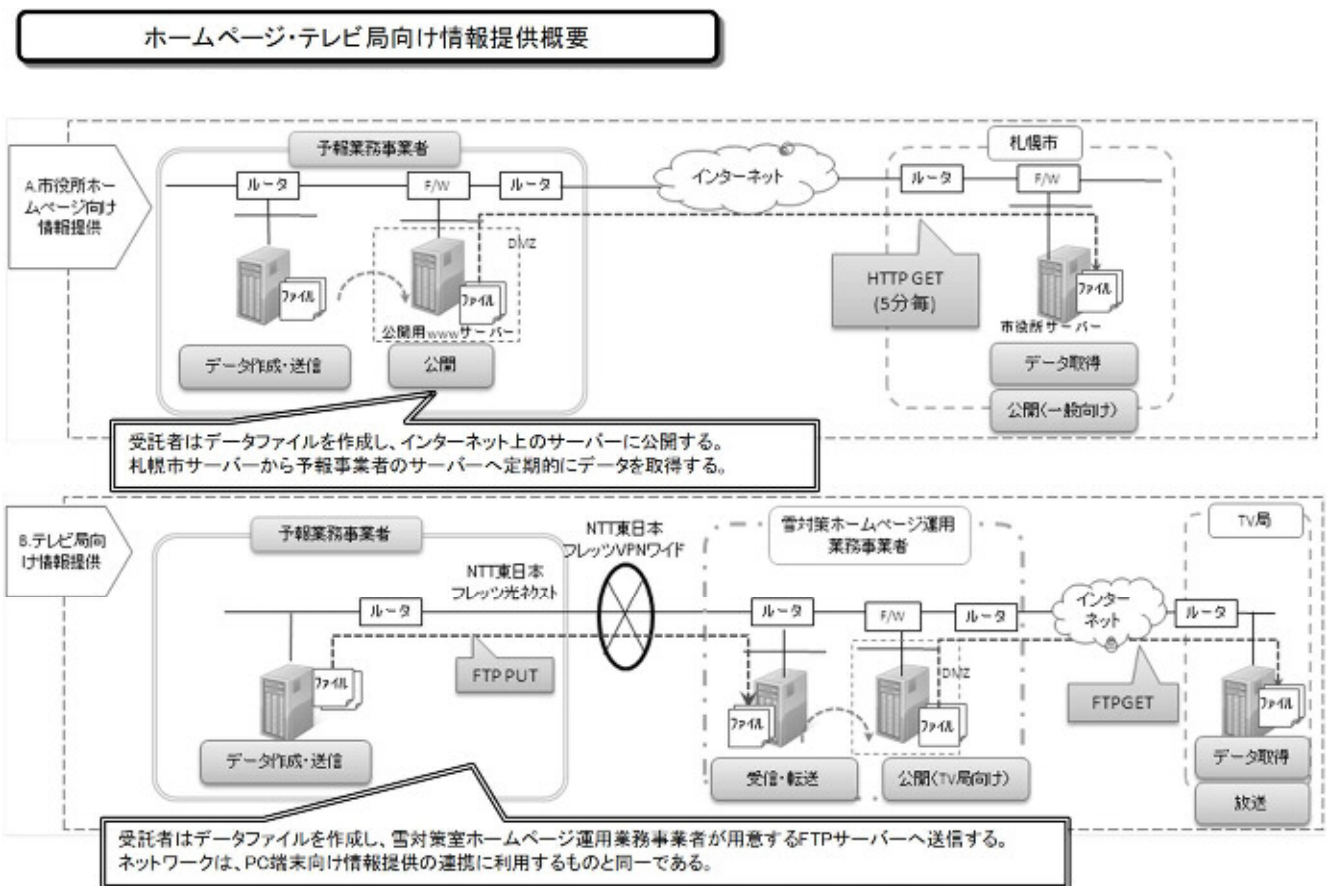 ホームページ・テレビ局向け情報提供概要
A.市役所ホー
ムページ向け
情報提供
予報業務事業者
ルータ
F/W
ルータ
インターネット
札幌市
ルータ
F/W
DMZ
ファイル
ファイル
公開用wwwサーバー
データ作成・送信
公開
HTTP GET
(5分毎)
ファイル
市役所サーバー
データ取得
公開(一般向け)
受託者はデータファイルを作成し、インターネット上のサーバーに公開する。
札幌市サーバーから予報事業者のサーバーへ定期的にデータを取得する。
B.テレビ局向
け情報提供
予報業務事業者
NTT東日本
フレッツVPNワイド
NTT東日本
フレッツ光ネクスト
雪対策ホームページ運用
業務事業者
TV局
ルータ
ルータ
F/W
ルータ
インター
ネット
ルータ
ファイル
FTP PUT
ファイル
DMZ
ファイル
FTPGET
ファイル
データ作成・送信
受信・転送
公開(TV局向け)
データ取得
放送
受託者はデータファイルを作成し、雪対策室ホームページ運用業務事業者が用意するFTPサーバーへ送信する。
ネットワークは、PC端末向け情報提供の連携に利用するものと同一である。